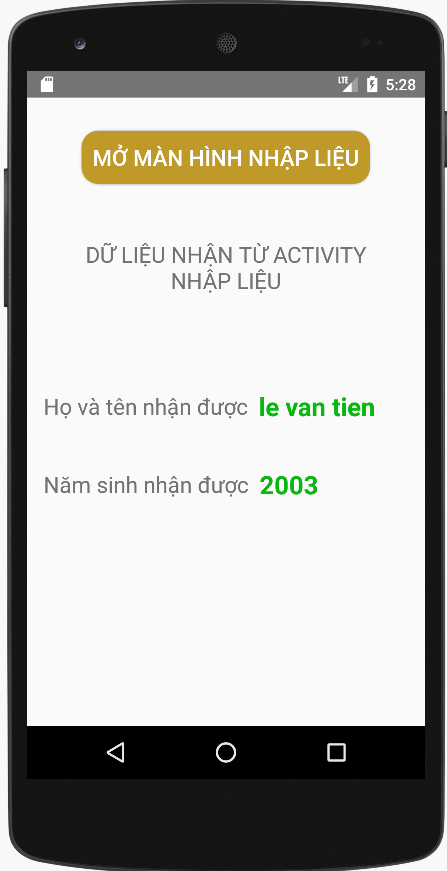 LTE 5:28
MỞ MÀN HÌNH NHẬP LIỆU
DỮ LIỆU NHẬN TỪ ACTIVITY
NHẬP LIỆU
Họ và tên nhận được le van tien
Năm sinh nhận được 2003